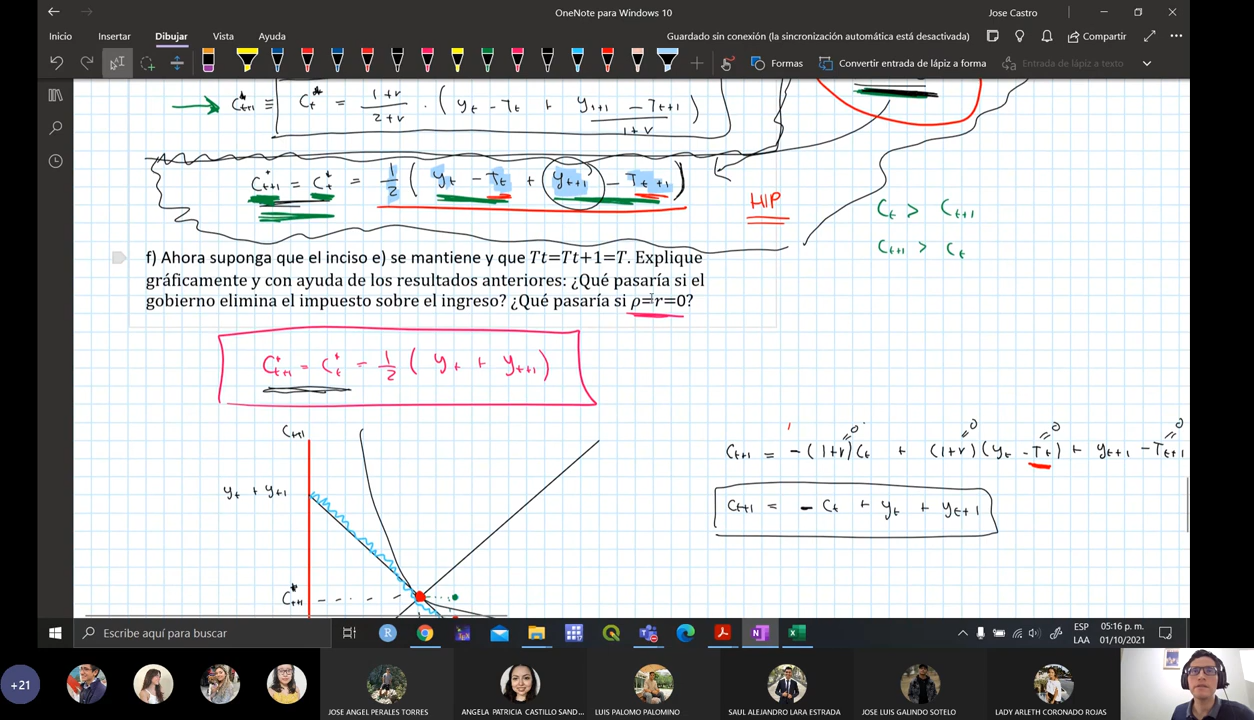 OneNote para Windows 10
Jose Castro
Inicio Insertar Dibujar Vista Ayuda
Guardado sin conexión (la sincronización automática está desactivada)
Compartir
Formas
Convertir entrada de lápiz a forma
Entrada de lápiz a texto
C*t+1 ≡ C*t = 1+r / 2+r · ( yt - Tt + yt+1 - Tt+1 / 1+r )
C*t+1 = C*t = 1/2 ( yt - Tt + yt+1 - Tt+1 )
HIP
Ct > Ct+1
Ct+1 > Ct
f) Ahora suponga que el inciso e) se mantiene y que Tt=Tt+1=T. Explique
gráficamente y con ayuda de los resultados anteriores: ¿Qué pasaría si el
gobierno elimina el impuesto sobre el ingreso? ¿Qué pasaría si ρ=r=0?
C*t+1 = C*t = 1/2 ( yt + yt+1 )
Ct+1
=0 =0 =0 =0
Ct+1 = -(1+r)Ct + (1+r)(yt - Tt) + yt+1 - Tt+1
yt + yt+1
Ct+1 = - Ct + yt + yt+1
C*t+1
Escribe aquí para buscar
ESP
LAA
05:16 p. m.
01/10/2021
+21
JOSE ANGEL PERALES TORRES
ANGELA PATRICIA CASTILLO SAND...
LUIS PALOMO PALOMINO
SAUL ALEJANDRO LARA ESTRADA
JOSE LUIS GALINDO SOTELO
LADY ARLETH CORONADO ROJAS